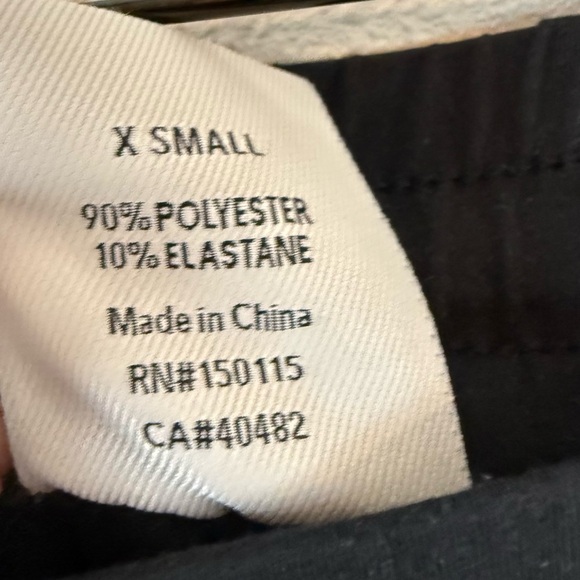 X SMALL
90% POLYESTER
10% ELASTANE
Made in China
RN#150115
CA#40482